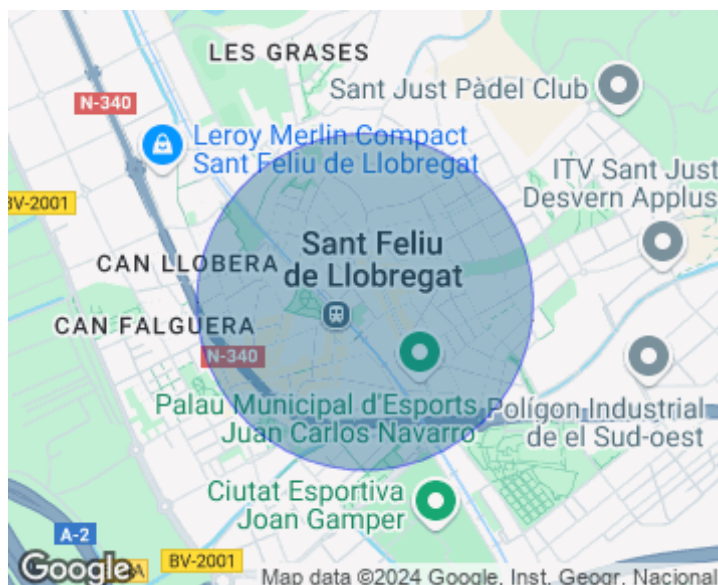 LES GRASES
N-340
Sant Just Pàdel Club
Leroy Merlin Compact
Sant Feliu de Llobregat
ITV Sant Just
Desvern Applus
BV-2001
Sant Feliu
de Llobregat
CAN LLOBERA
CAN FALGUERA
N-340
Palau Municipal d'Esports
Juan Carlos Navarro
Polígon Industrial
de el Sud-oest
Ciutat Esportiva
Joan Gamper
A-2
BV-2001
Google
Map data ©2024 Google, Inst. Geogr. Nacional